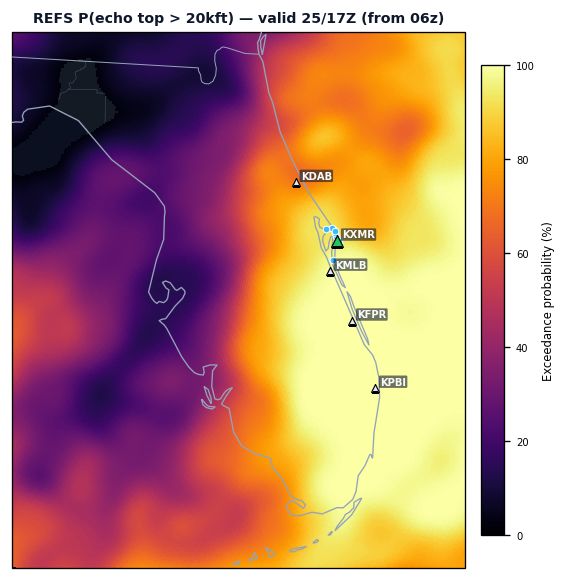 REFS P(echo top > 20kft) — valid 25/17Z (from 06z)
KDAB
KXMR
KMLB
KFPR
KPBI
100
80
60
40
20
0
Exceedance probability (%)